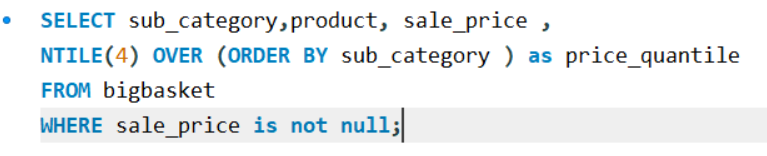 SELECT sub_category,product, sale_price ,
NTILE(4) OVER (ORDER BY sub_category ) as price_quantile
FROM bigbasket
WHERE sale_price is not null;